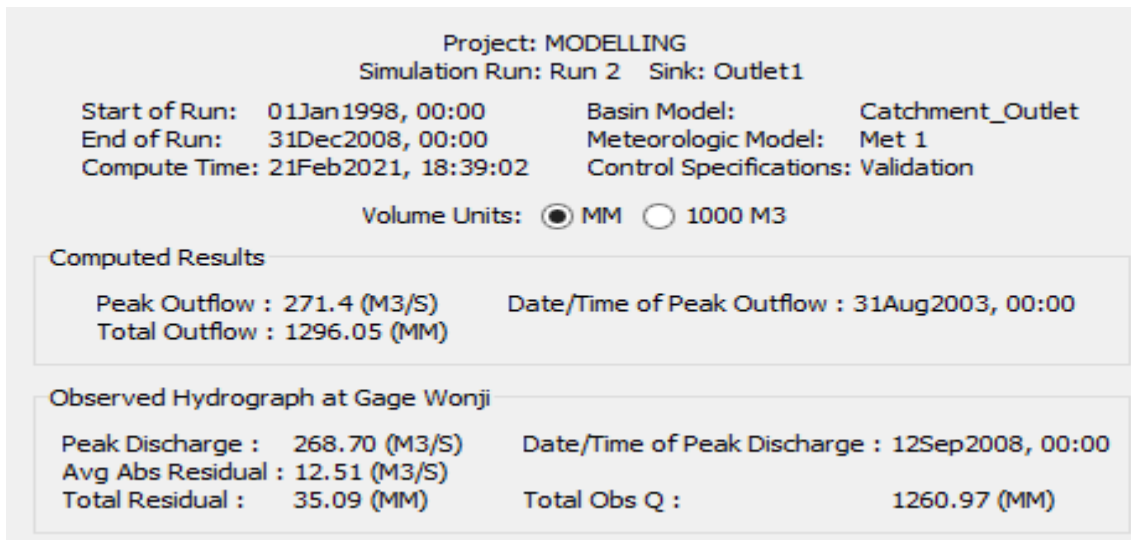 Project: MODELLING
Simulation Run: Run 2 Sink: Outlet1
Start of Run: 01Jan1998, 00:00 Basin Model: Catchment_Outlet
End of Run: 31Dec2008, 00:00 Meteorologic Model: Met 1
Compute Time: 21Feb2021, 18:39:02 Control Specifications: Validation
Volume Units: MM 1000 M3
Computed Results
Peak Outflow : 271.4 (M3/S) Date/Time of Peak Outflow : 31Aug2003, 00:00
Total Outflow : 1296.05 (MM)
Observed Hydrograph at Gage Wonji
Peak Discharge : 268.70 (M3/S) Date/Time of Peak Discharge : 12Sep2008, 00:00
Avg Abs Residual : 12.51 (M3/S)
Total Residual : 35.09 (MM) Total Obs Q : 1260.97 (MM)